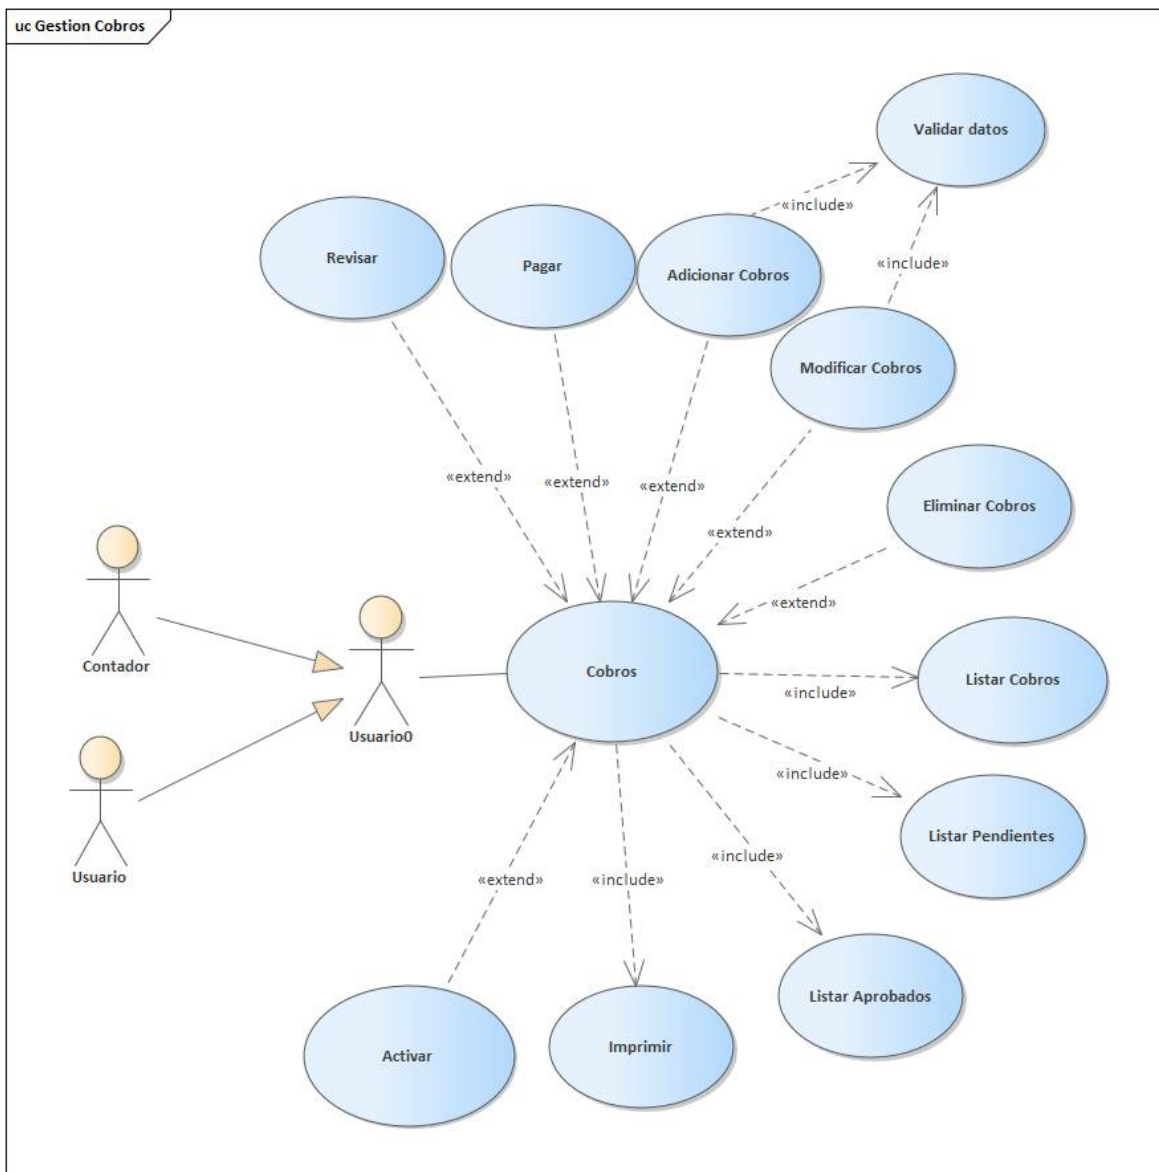 uc Gestion Cobros
Validar datos
«include»
Revisar
Pagar
Adicionar Cobros
«include»
Modificar Cobros
«extend»
«extend»
«extend»
«extend»
Eliminar Cobros
«extend»
Contador
Usuario0
Cobros
Listar Cobros
«include»
Usuario
«include»
Listar Pendientes
«extend»
«include»
«include»
Listar Aprobados
Activar
Imprimir